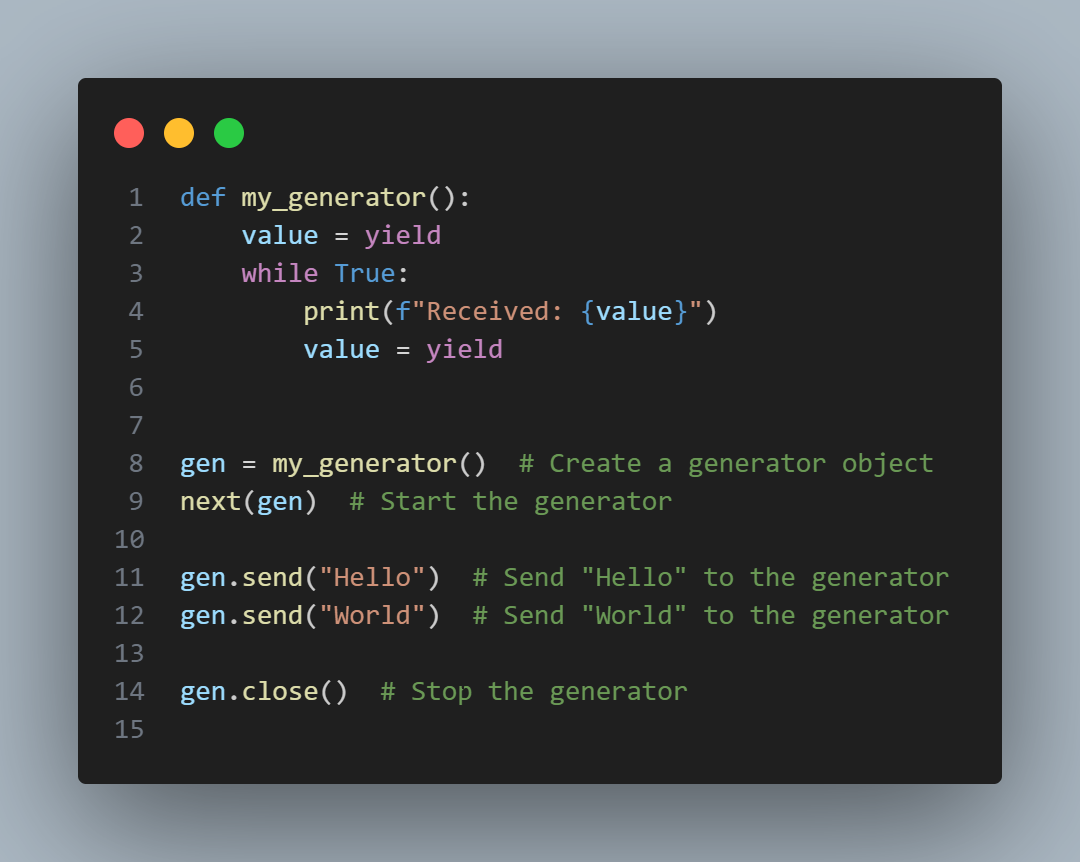 1 def my_generator():
2     value = yield
3     while True:
4         print(f"Received: {value}")
5         value = yield
6
7
8 gen = my_generator()  # Create a generator object
9 next(gen)  # Start the generator
10
11 gen.send("Hello")  # Send "Hello" to the generator
12 gen.send("World")  # Send "World" to the generator
13
14 gen.close()  # Stop the generator
15